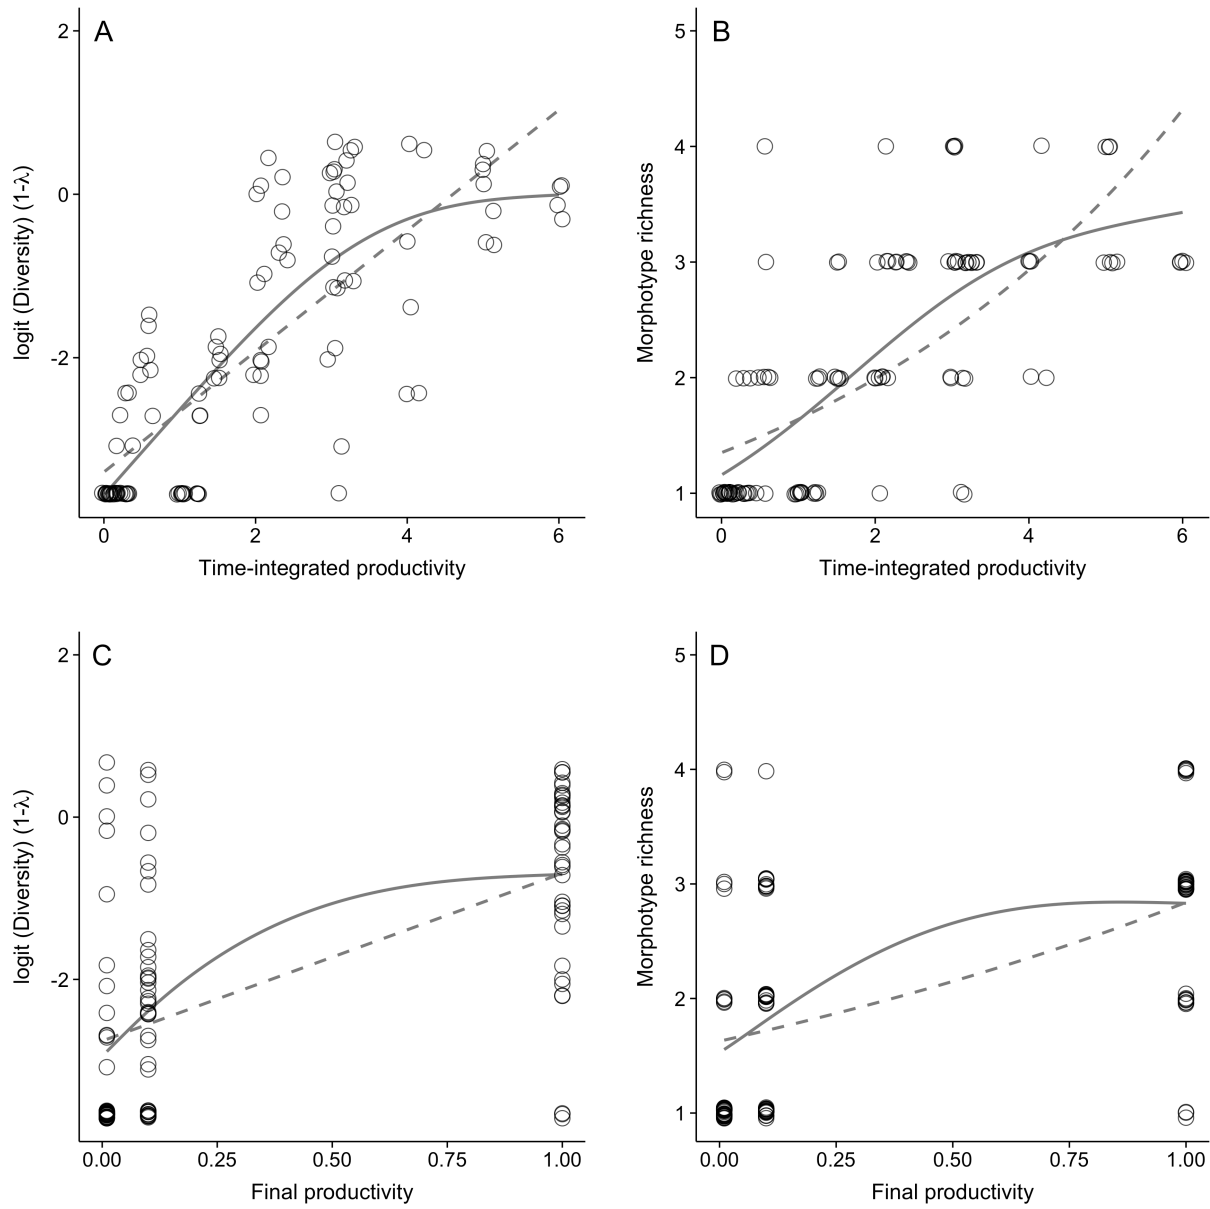 A
2
0
-2
logit (Diversity) (1-λ)
0 2 4 6
Time-integrated productivity
B
5
4
3
2
1
Morphotype richness
0 2 4 6
Time-integrated productivity
C
2
0
-2
logit (Diversity) (1-λ)
0.00 0.25 0.50 0.75 1.00
Final productivity
D
5
4
3
2
1
Morphotype richness
0.00 0.25 0.50 0.75 1.00
Final productivity